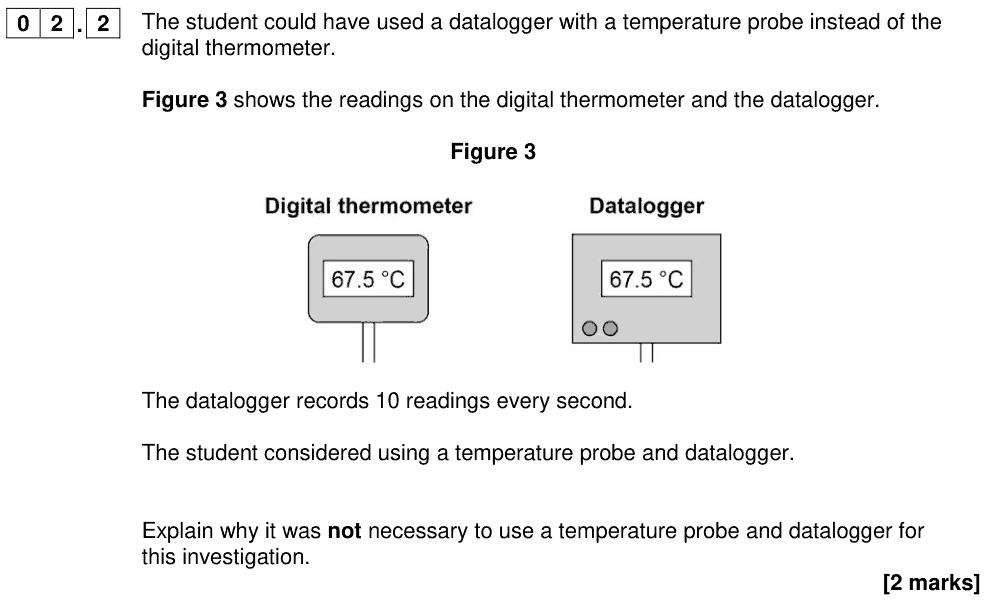 0 2 . 2 The student could have used a datalogger with a temperature probe instead of the
digital thermometer.
Figure 3 shows the readings on the digital thermometer and the datalogger.
Figure 3
Digital thermometer Datalogger
67.5 °C 67.5 °C
The datalogger records 10 readings every second.
The student considered using a temperature probe and datalogger.
Explain why it was not necessary to use a temperature probe and datalogger for
this investigation.
[2 marks]